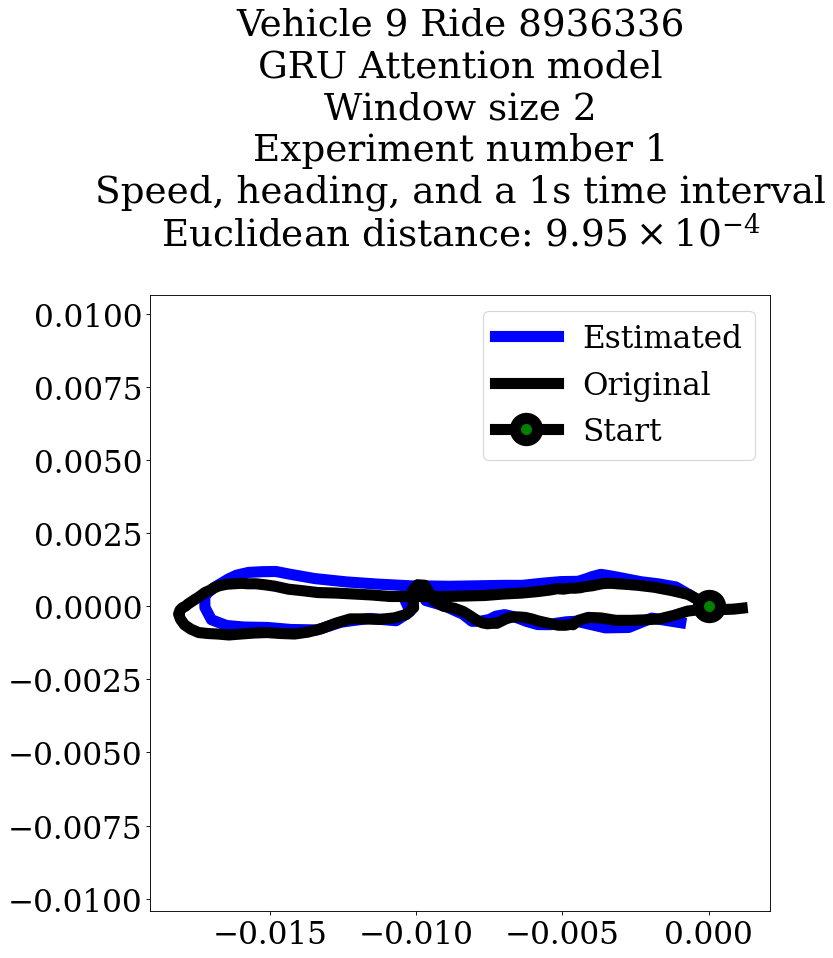 Vehicle 9 Ride 8936336
GRU Attention model
Window size 2
Experiment number 1
Speed, heading, and a 1s time interval
Euclidean distance: 9.95 × 10⁻⁴
0.0100
0.0075
0.0050
0.0025
0.0000
−0.0025
−0.0050
−0.0075
−0.0100
Estimated
Original
Start
−0.015 −0.010 −0.005 0.000